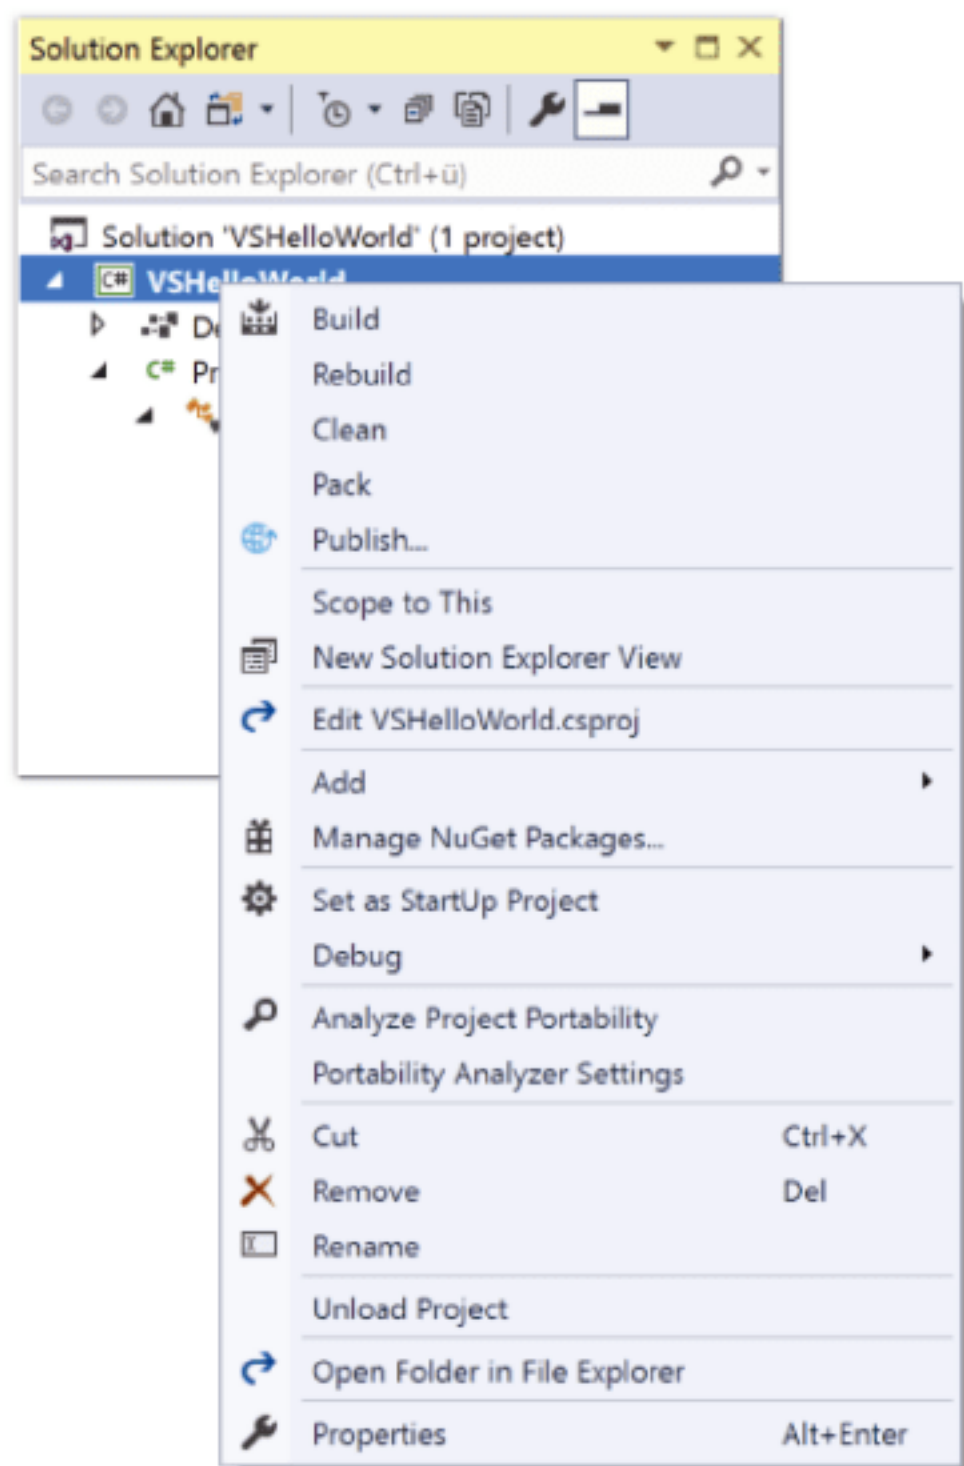 Solution Explorer
Search Solution Explorer (Ctrl+ü)
Solution 'VSHelloWorld' (1 project)
C# VSHelloWorld
Build
C# Pr
Rebuild
Clean
Pack
Publish...
Scope to This
New Solution Explorer View
Edit VSHelloWorld.csproj
Add
Manage NuGet Packages...
Set as StartUp Project
Debug
Analyze Project Portability
Portability Analyzer Settings
Cut Ctrl+X
Remove Del
Rename
Unload Project
Open Folder in File Explorer
Properties Alt+Enter